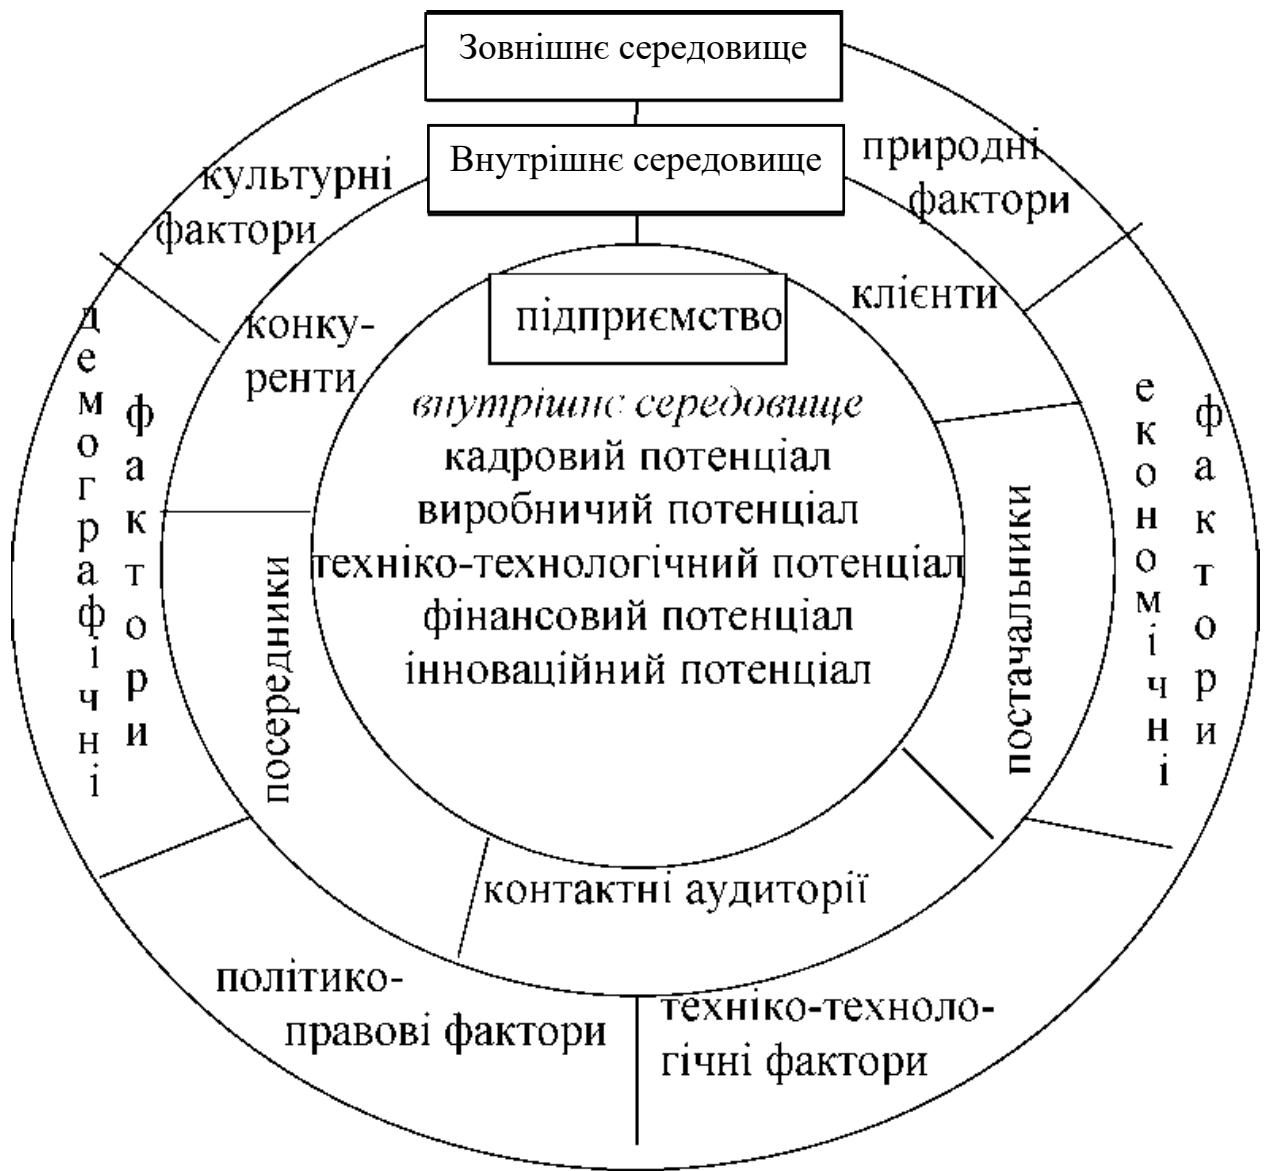 Зовнішнє середовище
Внутрішнє середовище
культурні
фактори
природні
фактори
конку-
ренти
клієнти
підприємство
внутрішнє середовище
кадровий потенціал
виробничий потенціал
техніко-технологічний потенціал
фінансовий потенціал
інноваційний потенціал
демографічні
фактори
посередники
постачальники
економічні
фактори
контактні аудиторії
політико-
правові фактори
техніко-техноло-
гічні фактори